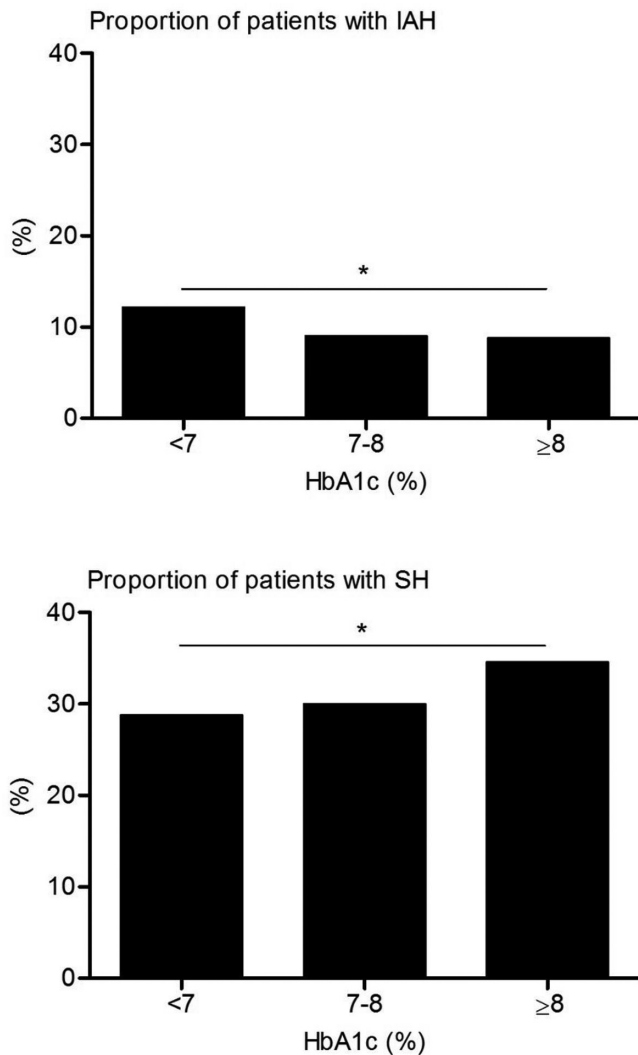 Proportion of patients with IAH
40
30
20
10
0
(%)
*
<7 7-8 ≥8
HbA1c (%)
Proportion of patients with SH
40
30
20
10
0
(%)
*
<7 7-8 ≥8
HbA1c (%)